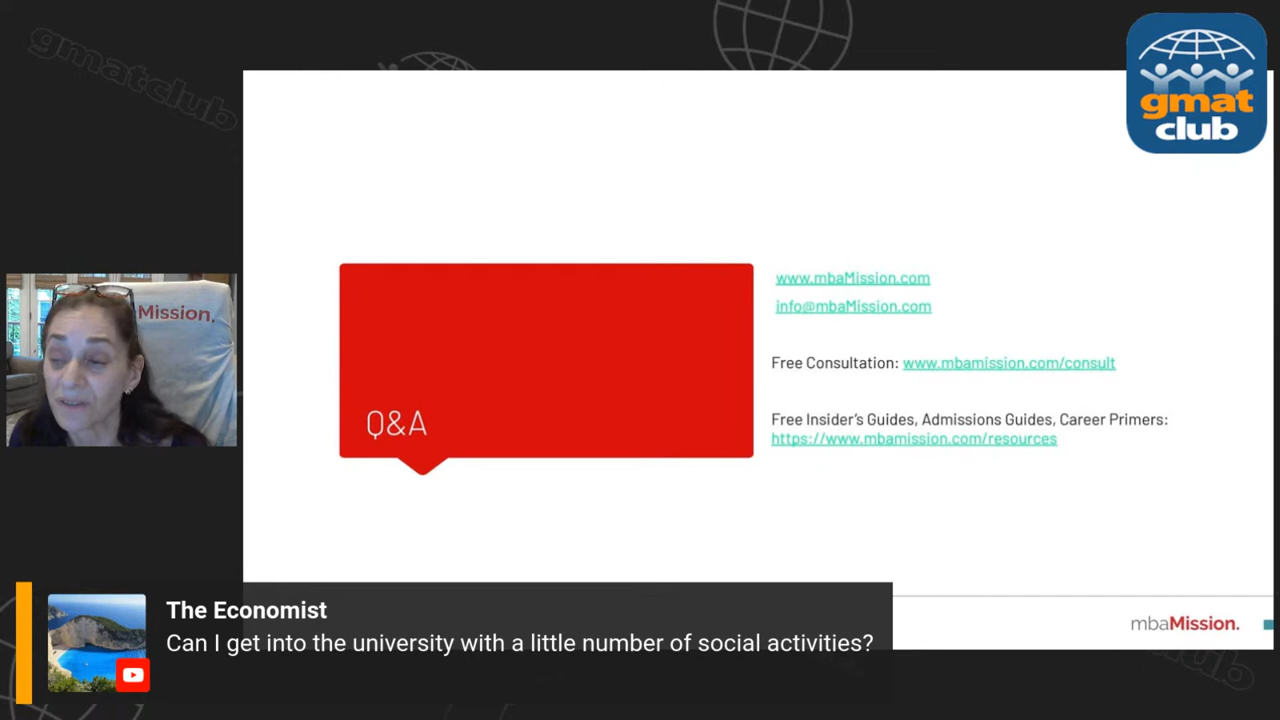 gmatclub
gmat
club
Mission.
www.mbaMission.com
info@mbaMission.com
Free Consultation: www.mbamission.com/consult
Q&A
Free Insider's Guides, Admissions Guides, Career Primers:
https://www.mbamission.com/resources
The Economist
Can I get into the university with a little number of social activities?
mbaMission.
club